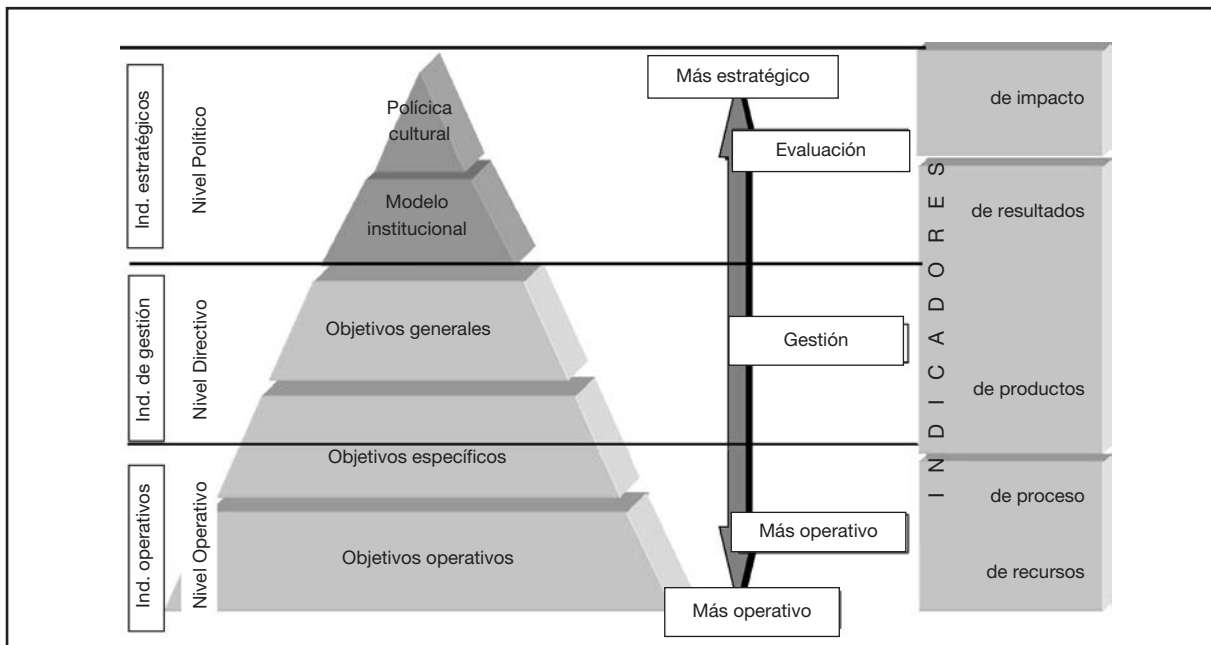 Ind. estratégicos
Nivel Político
Ind. de gestión
Nivel Directivo
Ind. operativos
Nivel Operativo
Polícica
cultural
Modelo
institucional
Objetivos generales
Objetivos específicos
Objetivos operativos
Más estratégico
Evaluación
Gestión
Más operativo
Más operativo
INDICADORES
de impacto
de resultados
de productos
de proceso
de recursos